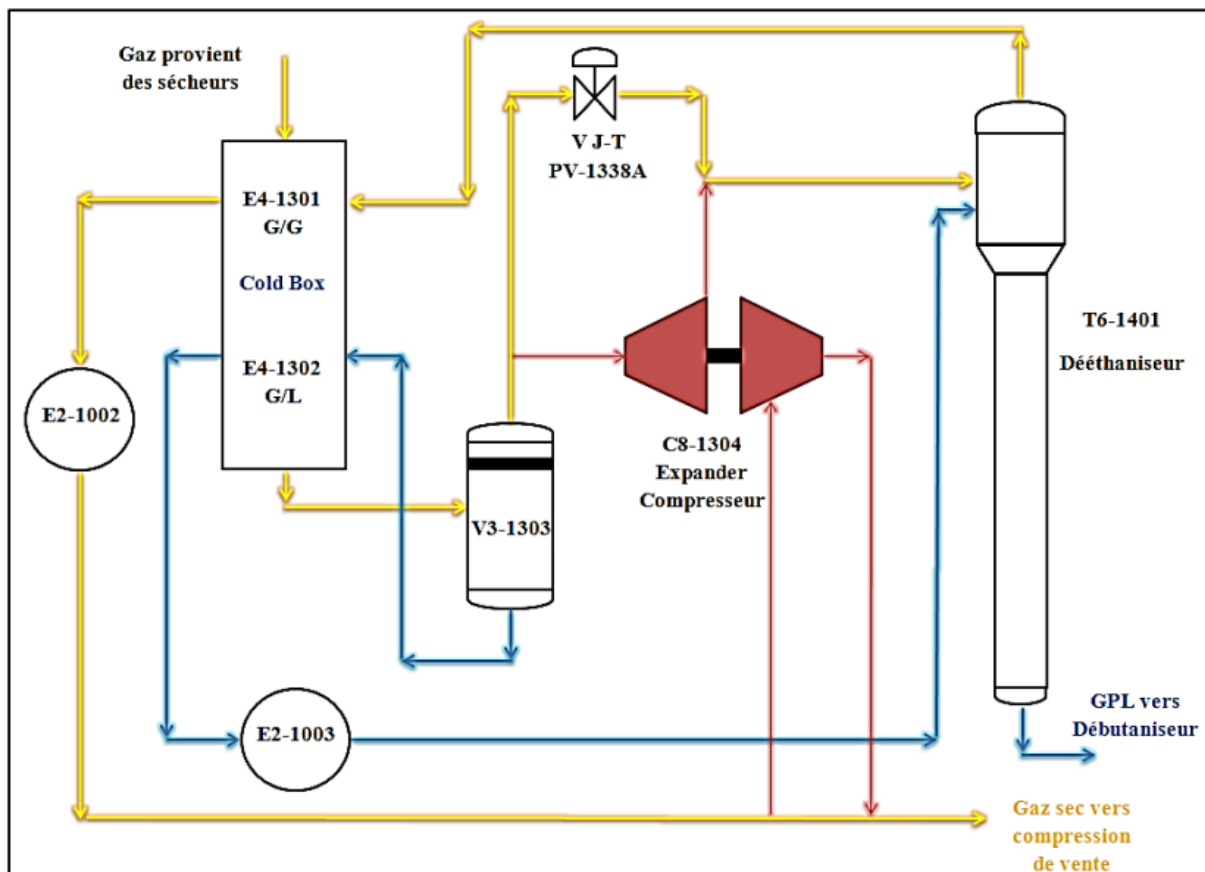 Gaz provient
des sécheurs
V J-T
PV-1338A
E4-1301
G/G
Cold Box
E4-1302
G/L
E2-1002
T6-1401
Dééthaniseur
C8-1304
Expander
Compresseur
V3-1303
E2-1003
GPL vers
Débutaniseur
Gaz sec vers
compression
de vente